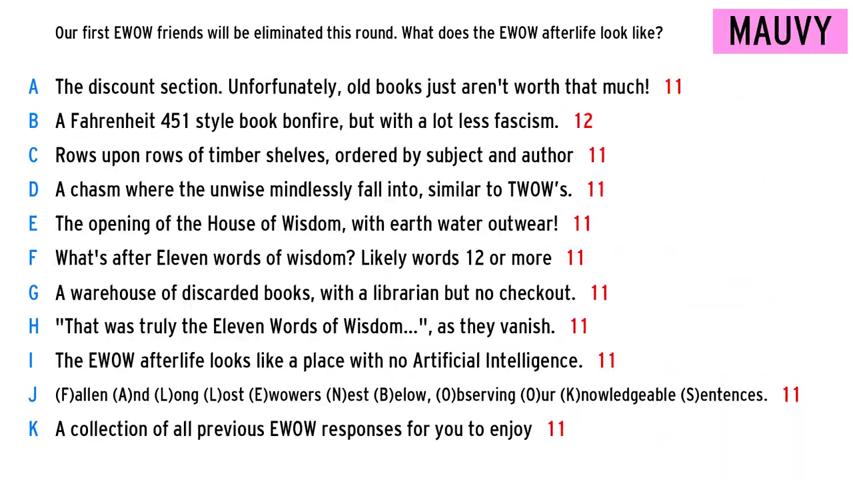 Our first EWOW friends will be eliminated this round. What does the EWOW afterlife look like?
MAUVY
A The discount section. Unfortunately, old books just aren't worth that much! 11
B A Fahrenheit 451 style book bonfire, but with a lot less fascism. 12
C Rows upon rows of timber shelves, ordered by subject and author 11
D A chasm where the unwise mindlessly fall into, similar to TWOW’s. 11
E The opening of the House of Wisdom, with earth water outwear! 11
F What's after Eleven words of wisdom? Likely words 12 or more 11
G A warehouse of discarded books, with a librarian but no checkout. 11
H "That was truly the Eleven Words of Wisdom...", as they vanish. 11
I The EWOW afterlife looks like a place with no Artificial Intelligence. 11
J (F)allen (A)nd (L)ong (L)ost (E)wowers (N)est (B)elow, (O)bserving (O)ur (K)nowledgeable (S)entences. 11
K A collection of all previous EWOW responses for you to enjoy 11